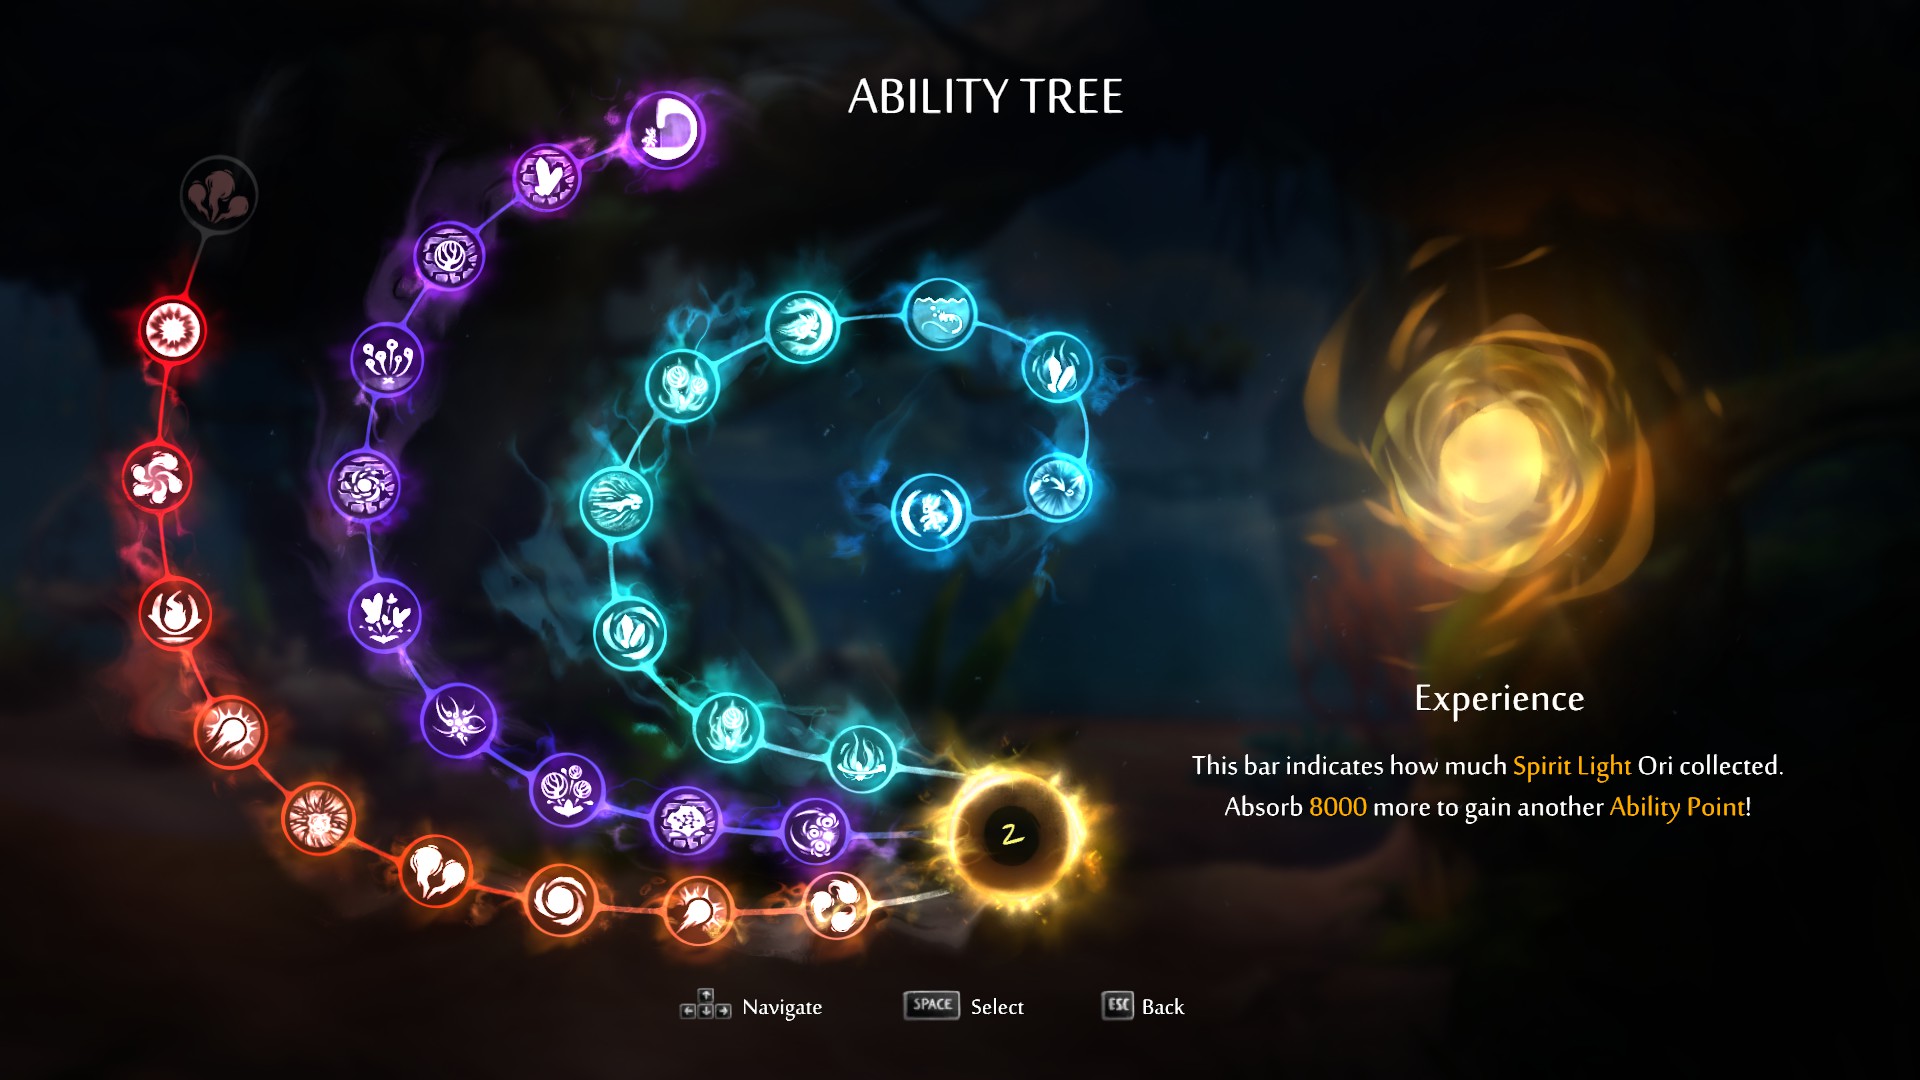 ABILITY TREE
Experience
This bar indicates how much Spirit Light Ori collected.
Absorb 8000 more to gain another Ability Point!
2
Navigate
SPACE Select
ESC Back